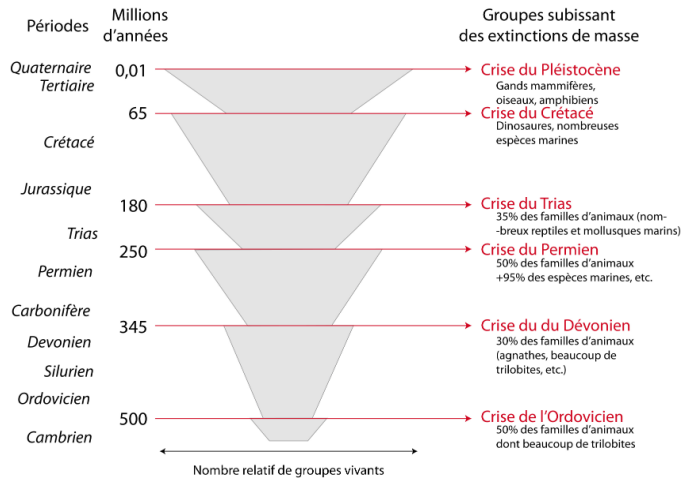 Périodes
Millions
d'années
Groupes subissant
des extinctions de masse
Quaternaire
Tertiaire
0,01
Crise du Pléistocène
Gands mammifères,
oiseaux, amphibiens
65
Crise du Crétacé
Dinosaures, nombreuses
espèces marines
Crétacé
Jurassique
180
Crise du Trias
35% des familles d'animaux (nom-
-breux reptiles et mollusques marins)
Trias
250
Crise du Permien
50% des familles d'animaux
+95% des espèces marines, etc.
Permien
Carbonifère
345
Crise du du Dévonien
30% des familles d'animaux
(agnathes, beaucoup de
trilobites, etc.)
Devonien
Silurien
Ordovicien
500
Crise de l'Ordovicien
50% des familles d'animaux
dont beaucoup de trilobites
Cambrien
Nombre relatif de groupes vivants